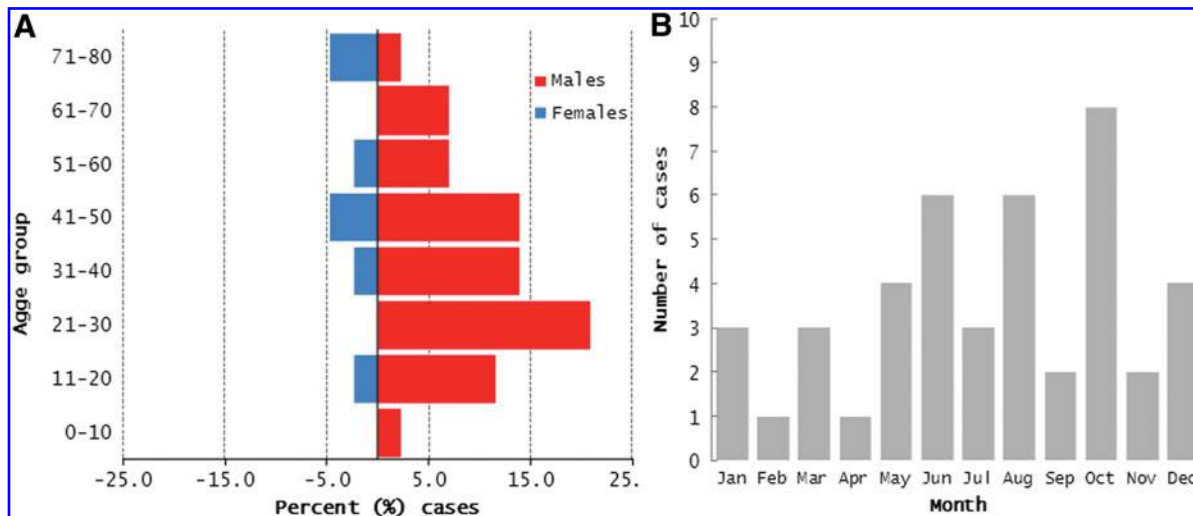 A
71-80
61-70
51-60
41-50
31-40
21-30
11-20
0-10
Agge group
Males
Females
-25.0 -15.0 -5.0 5.0 15.0 25.
Percent (%) cases
B
10
9
8
7
6
5
4
3
2
1
0
Number of cases
Jan Feb Mar Apr May Jun Jul Aug Sep Oct Nov Dec
Month